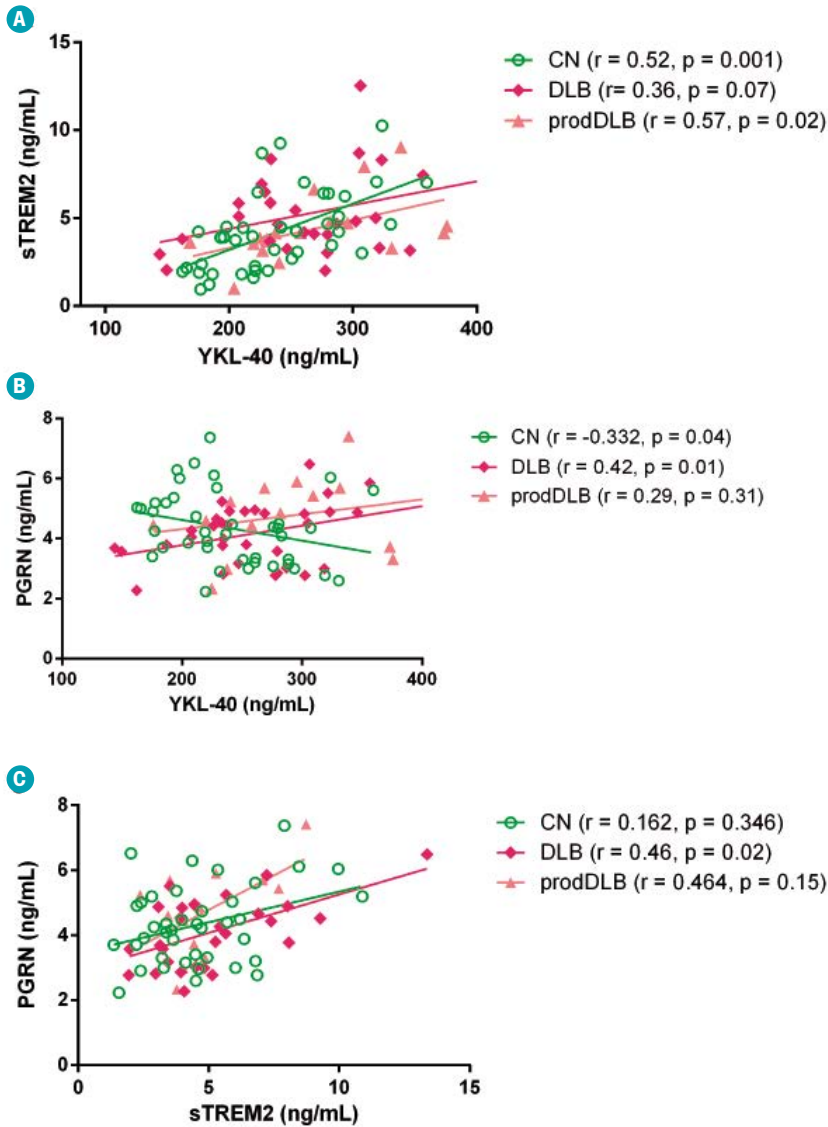 A
15
10
5
0
sTREM2 (ng/mL)
100 200 300 400
YKL-40 (ng/mL)
CN (r = 0.52, p = 0.001)
DLB (r= 0.36, p = 0.07)
prodDLB (r = 0.57, p = 0.02)
B
8
6
4
2
0
PGRN (ng/mL)
100 200 300 400
YKL-40 (ng/mL)
CN (r = -0.332, p = 0.04)
DLB (r = 0.42, p = 0.01)
prodDLB (r = 0.29, p = 0.31)
C
8
6
4
2
0
PGRN (ng/mL)
0 5 10 15
sTREM2 (ng/mL)
CN (r = 0.162, p = 0.346)
DLB (r = 0.46, p = 0.02)
prodDLB (r = 0.464, p = 0.15)